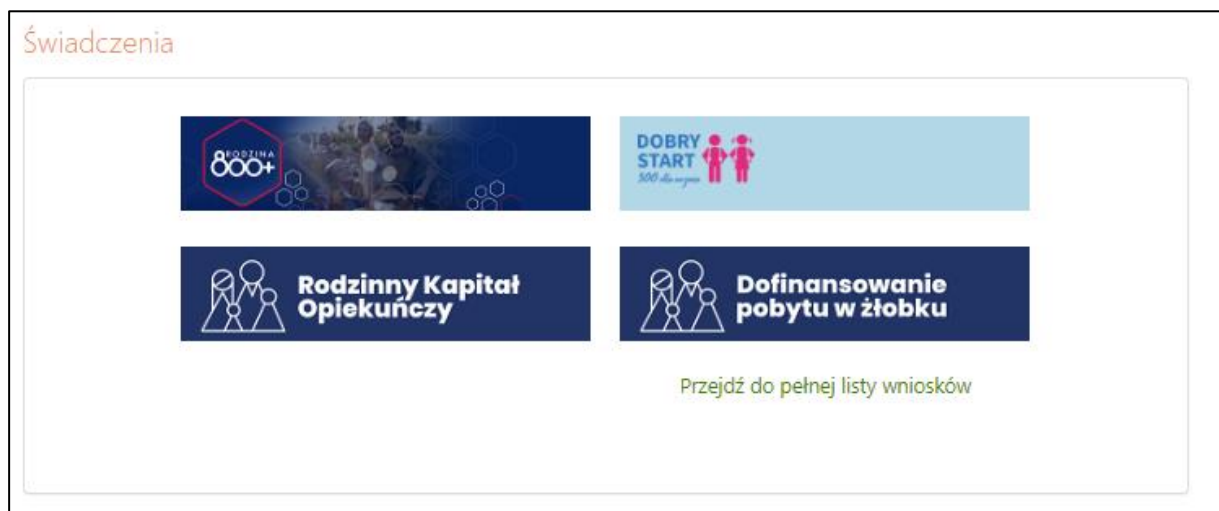 Świadczenia
RODZINA
800+
DOBRY
START
300 dla ucznia
Rodzinny Kapitał
Opiekuńczy
Dofinansowanie
pobytu w żłobku
Przejdź do pełnej listy wniosków